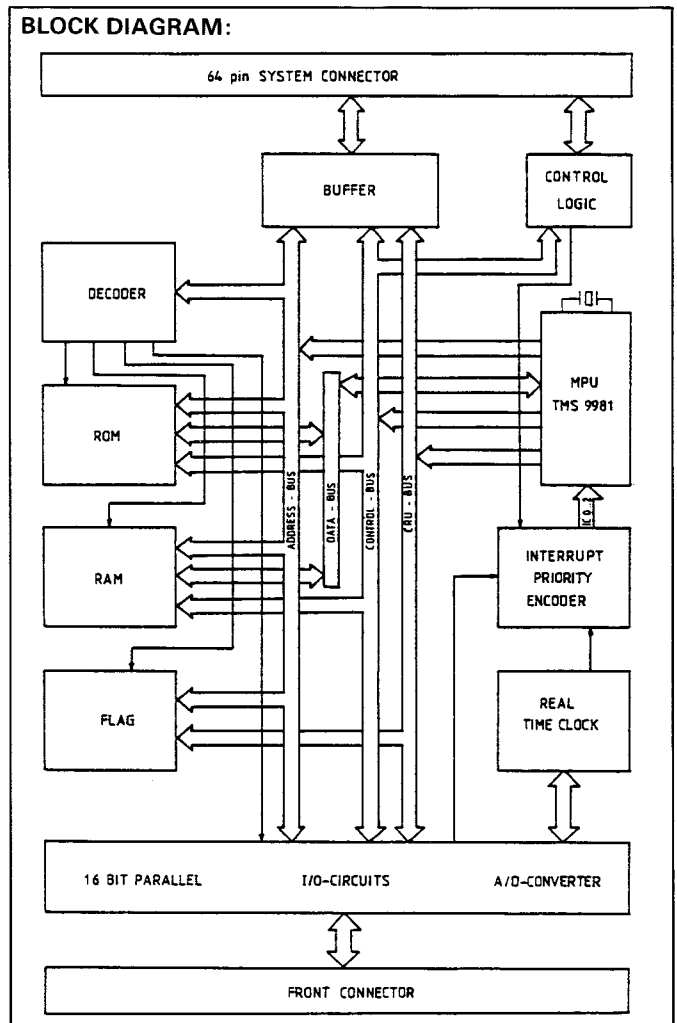 BLOCK DIAGRAM:
64 pin SYSTEM CONNECTOR
BUFFER
CONTROL
LOGIC
DECODER
MPU
TMS 9981
ROM
ADDRESS - BUS
DATA - BUS
CONTROL - BUS
CRU - BUS
INTERRUPT
PRIORITY
ENCODER
RAM
REAL
TIME CLOCK
FLAG
16 BIT PARALLEL
I/O-CIRCUITS
A/D-CONVERTER
FRONT CONNECTOR